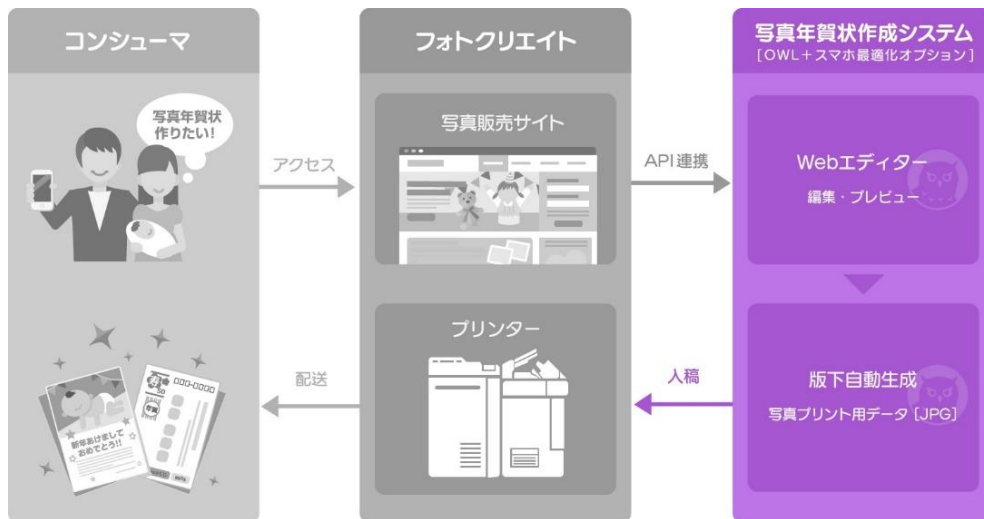 コンシューマ
写真年賀状
作りたい!
アクセス
フォトクリエイト
写真販売サイト
API連携
写真年賀状作成システム
[OWL+スマホ最適化オプション]
Webエディター
編集・プレビュー
版下自動生成
写真プリント用データ [JPG]
入稿
プリンター
配送
新年あけまして
おめでとう!!
年賀
50